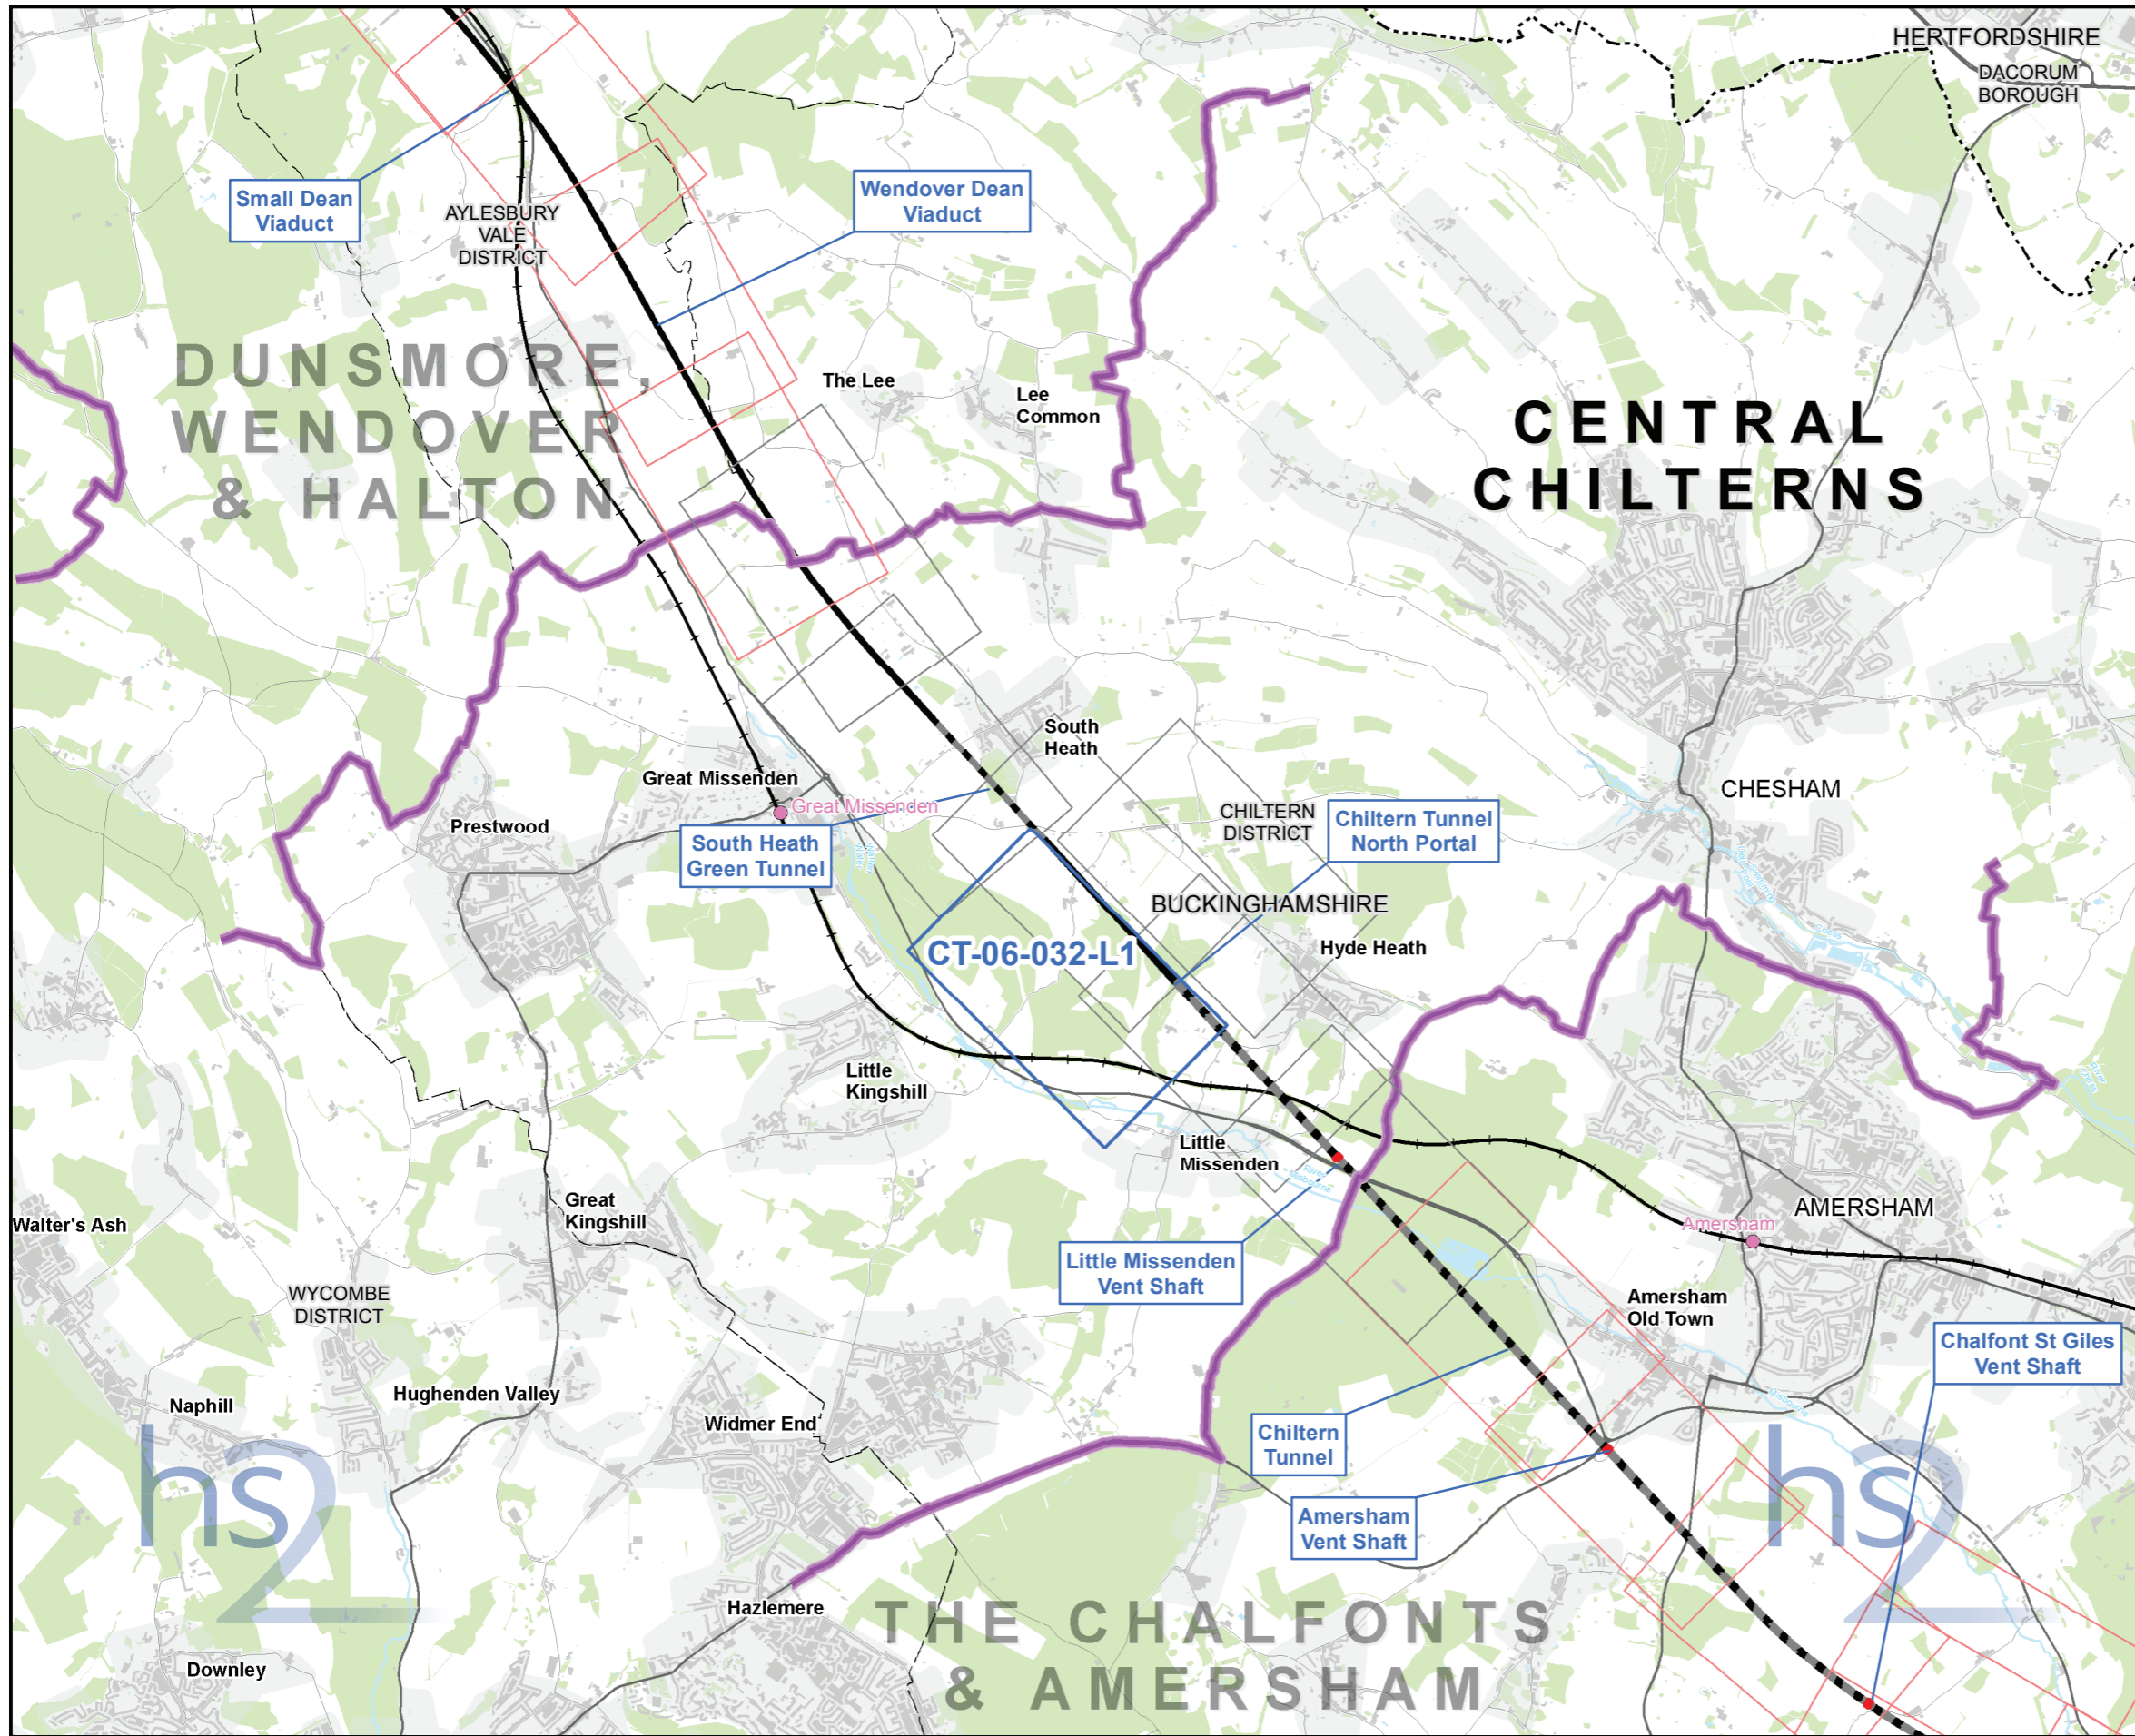 HERTFORDSHIRE
DACORUM
BOROUGH
Small Dean
Viaduct
AYLESBURY
VALE
DISTRICT
Wendover Dean
Viaduct
DUNSMORE,
WENDOVER
& HALTON
The Lee
Lee
Common
CENTRAL
CHILTERNS
South
Heath
Great Missenden
Great Missenden
CHESHAM
Prestwood
South Heath
Green Tunnel
CHILTERN
DISTRICT
Chiltern Tunnel
North Portal
BUCKINGHAMSHIRE
Hyde Heath
CT-06-032-L1
Little
Kingshill
Little
Missenden
River
Misbourne
Great
Kingshill
Walter's Ash
AMERSHAM
Amersham
Little Missenden
Vent Shaft
WYCOMBE
DISTRICT
Amersham
Old Town
Chalfont St Giles
Vent Shaft
Naphill
Hughenden Valley
Widmer End
Misbourne
Chiltern
Tunnel
hs2
hs2
Amersham
Vent Shaft
Hazlemere
THE CHALFONTS
& AMERSHAM
Downley